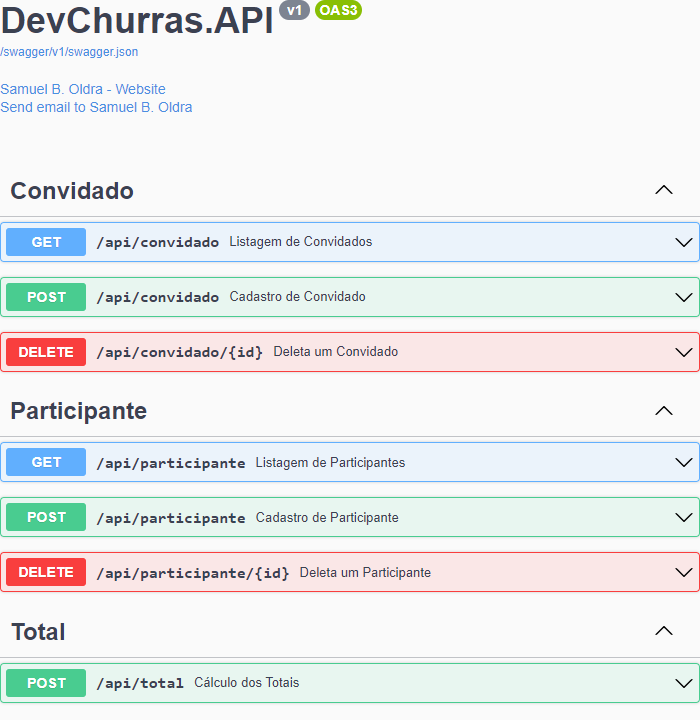 DevChurras.API v1 OAS3
/swagger/v1/swagger.json
Samuel B. Oldra - Website
Send email to Samuel B. Oldra
Convidado
GET /api/convidado Listagem de Convidados
POST /api/convidado Cadastro de Convidado
DELETE /api/convidado/{id} Deleta um Convidado
Participante
GET /api/participante Listagem de Participantes
POST /api/participante Cadastro de Participante
DELETE /api/participante/{id} Deleta um Participante
Total
POST /api/total Cálculo dos Totais